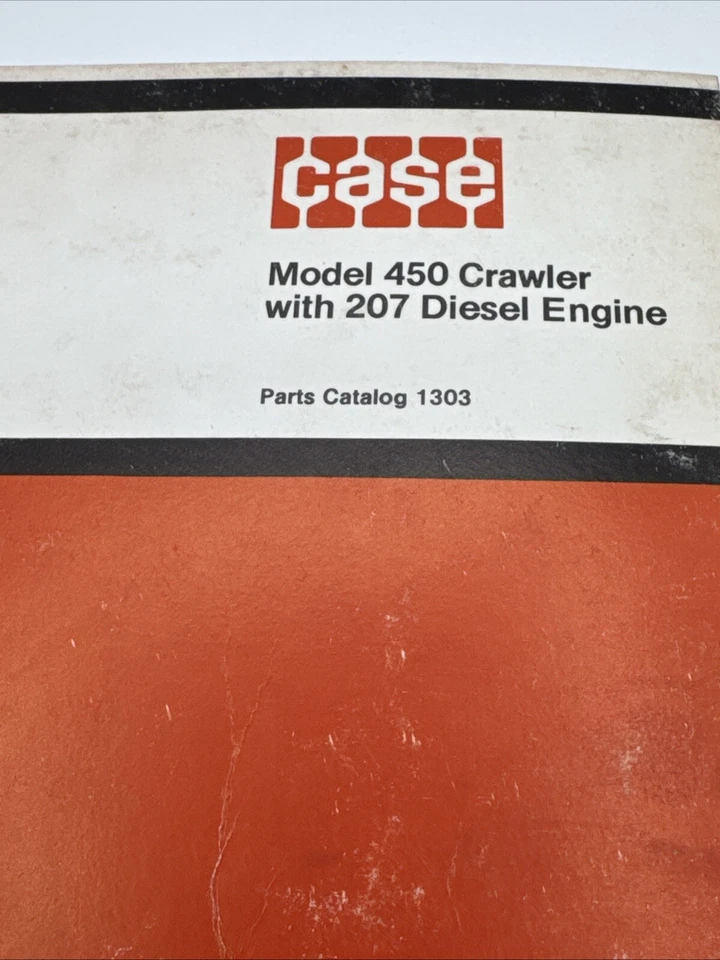 case
Model 450 Crawler
with 207 Diesel Engine
Parts Catalog 1303